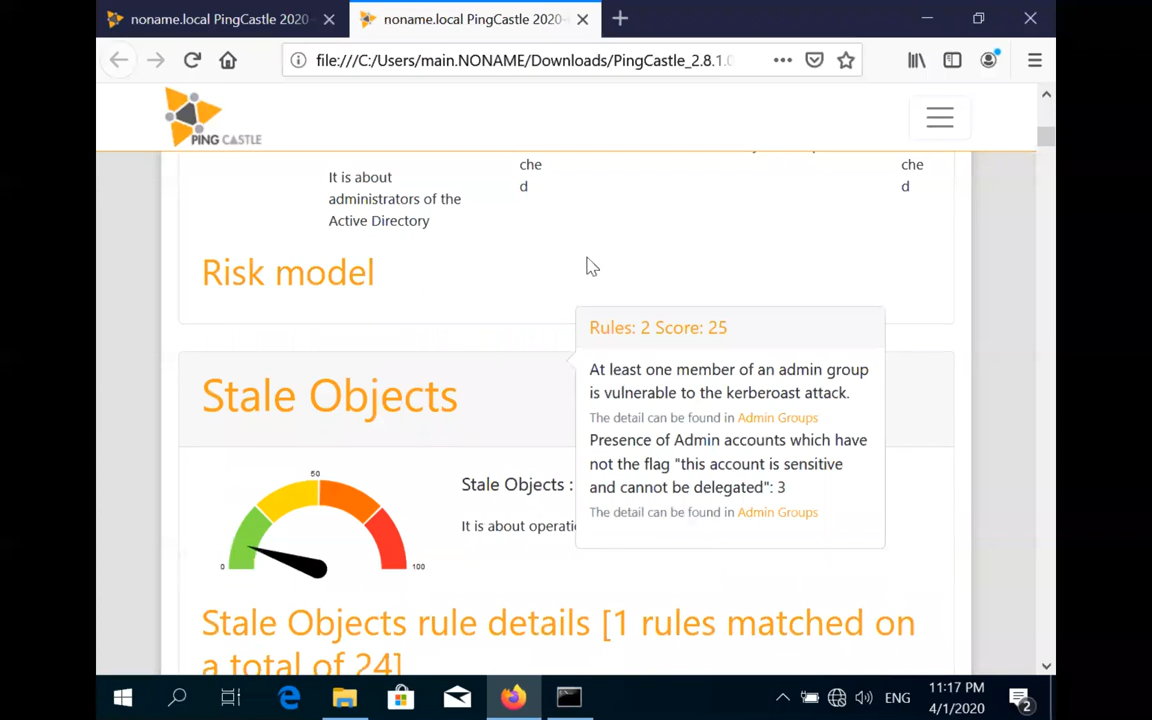 noname.local PingCastle 2020-
noname.local PingCastle 2020-
file:///C:/Users/main.NONAME/Downloads/PingCastle_2.8.1.0
PING CASTLE
che
d
che
d
It is about
administrators of the
Active Directory
Risk model
Rules: 2 Score: 25
At least one member of an admin group
is vulnerable to the kerberoast attack.
The detail can be found in Admin Groups
Presence of Admin accounts which have
not the flag "this account is sensitive
and cannot be delegated": 3
The detail can be found in Admin Groups
Stale Objects
50
0
100
Stale Objects :
It is about operatio
Stale Objects rule details [1 rules matched on
a total of 24]
ENG
11:17 PM
4/1/2020
2